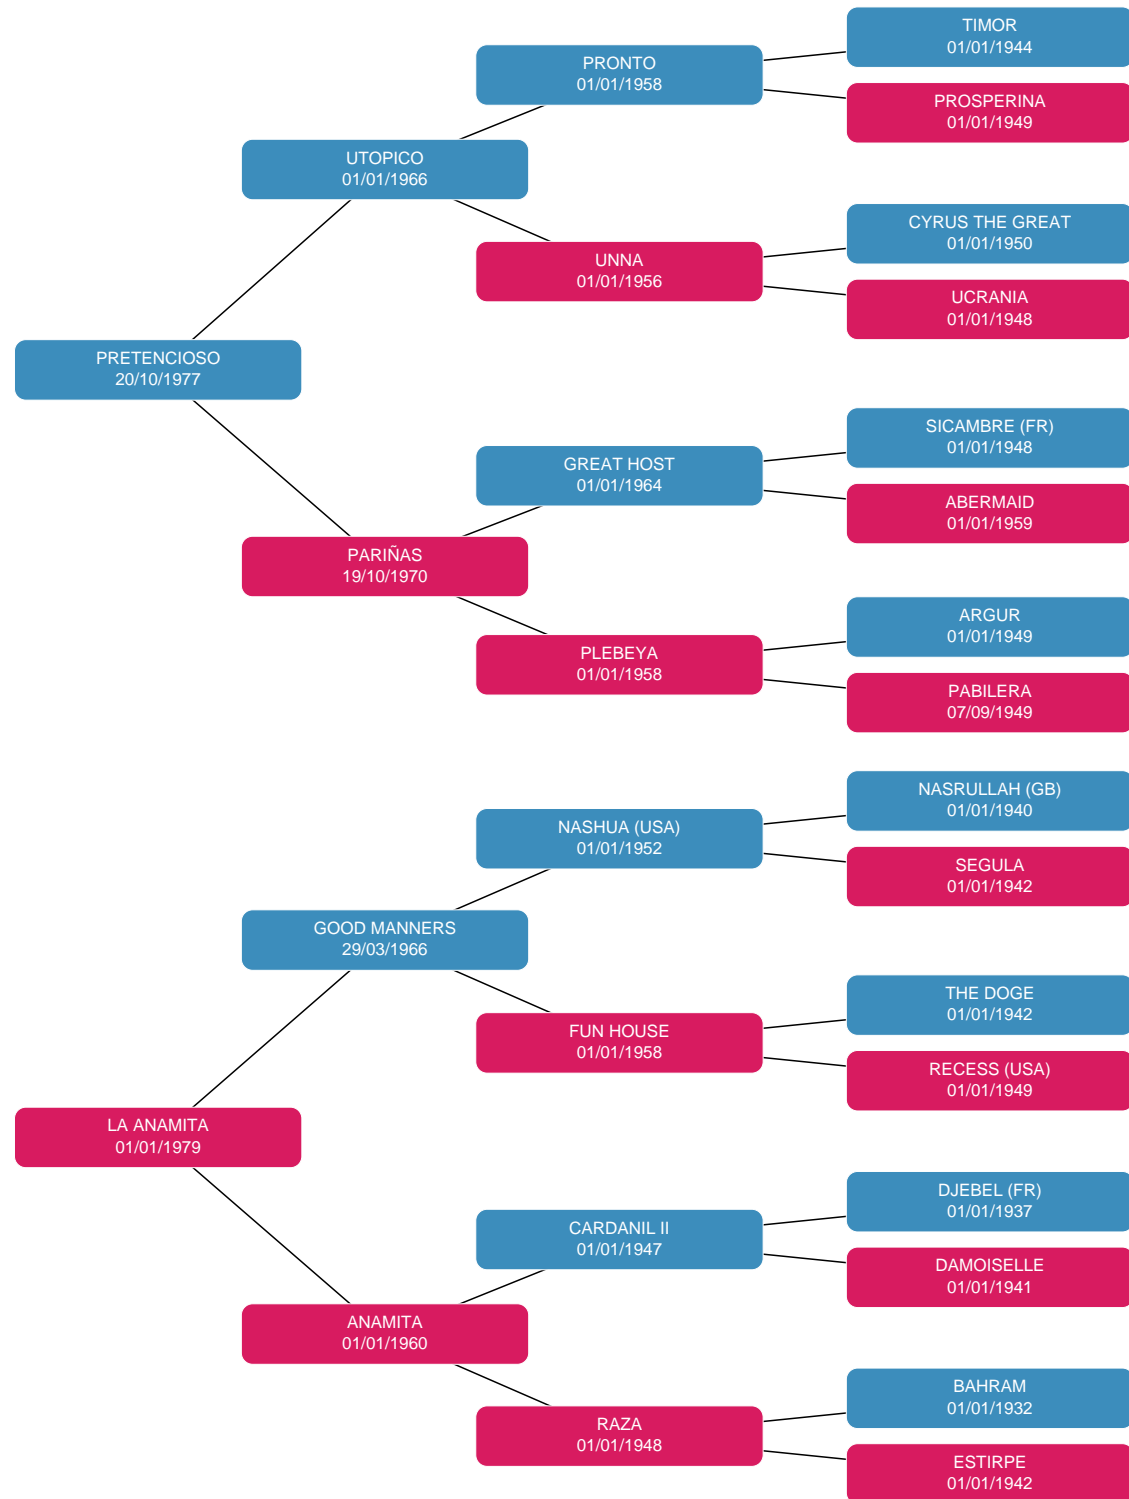 TIMOR
01/01/1944
PRONTO
01/01/1958
PROSPERINA
01/01/1949
UTOPICO
01/01/1966
CYRUS THE GREAT
01/01/1950
UNNA
01/01/1956
UCRANIA
01/01/1948
PRETENCIOSO
20/10/1977
SICAMBRE (FR)
01/01/1948
GREAT HOST
01/01/1964
ABERMAID
01/01/1959
PARIÑAS
19/10/1970
ARGUR
01/01/1949
PLEBEYA
01/01/1958
PABILERA
07/09/1949
NASRULLAH (GB)
01/01/1940
NASHUA (USA)
01/01/1952
SEGULA
01/01/1942
GOOD MANNERS
29/03/1966
THE DOGE
01/01/1942
FUN HOUSE
01/01/1958
RECESS (USA)
01/01/1949
LA ANAMITA
01/01/1979
DJEBEL (FR)
01/01/1937
CARDANIL II
01/01/1947
DAMOISELLE
01/01/1941
ANAMITA
01/01/1960
BAHRAM
01/01/1932
RAZA
01/01/1948
ESTIRPE
01/01/1942